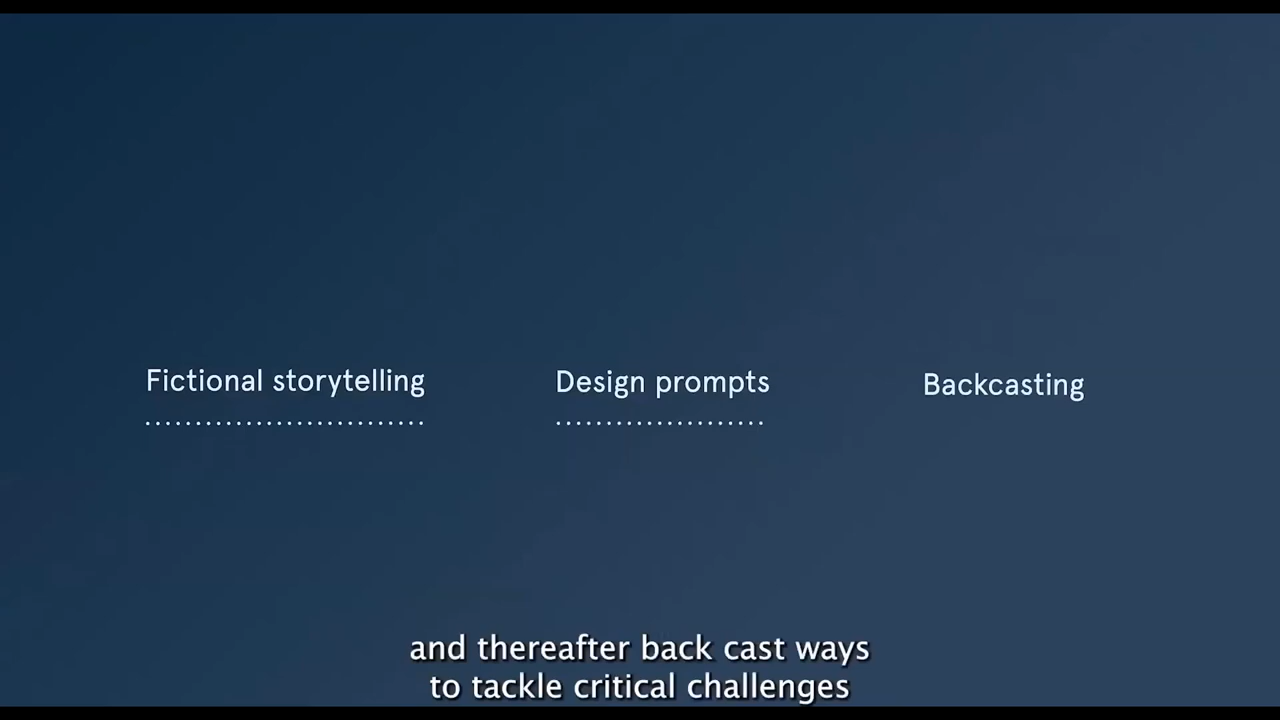 Fictional storytelling
Design prompts
Backcasting
and thereafter back cast ways
to tackle critical challenges